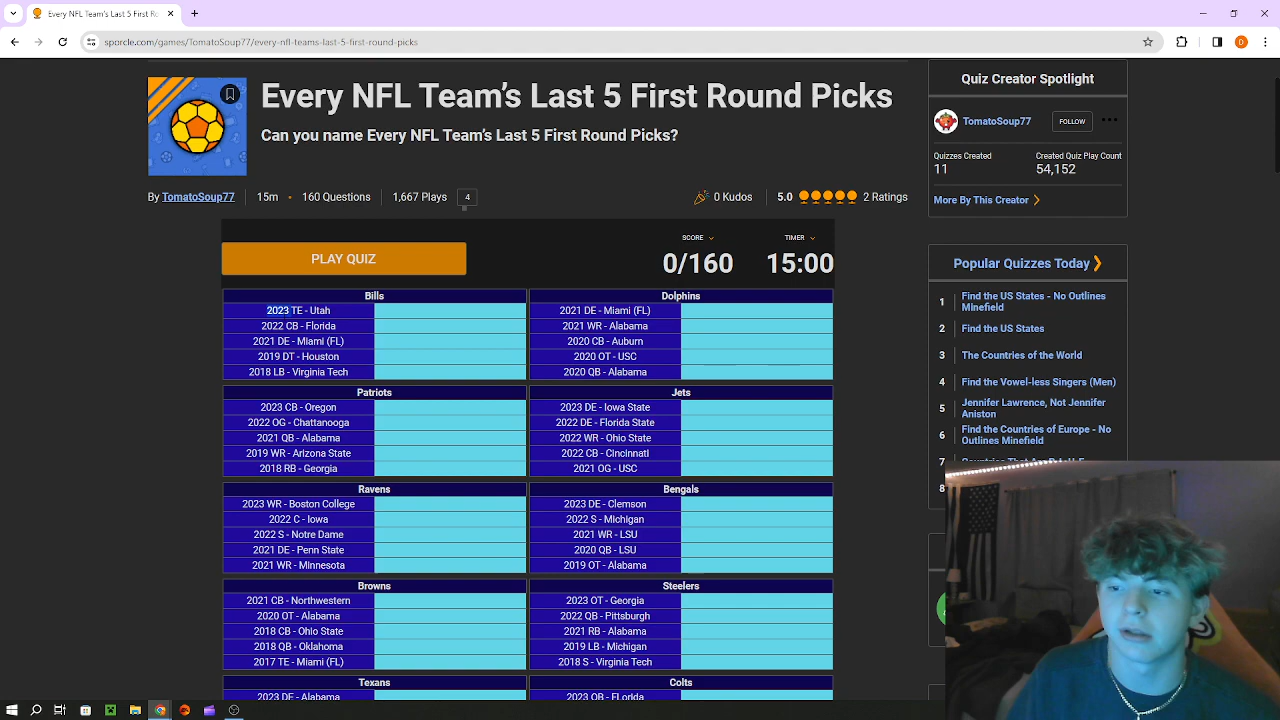 Every NFL Team's Last 5 First Ro
sporcle.com/games/TomatoSoup77/every-nfl-teams-last-5-first-round-picks
Every NFL Team's Last 5 First Round Picks
Can you name Every NFL Team's Last 5 First Round Picks?
By TomatoSoup77 15m 160 Questions 1,667 Plays 4 0 Kudos 5.0 2 Ratings
PLAY QUIZ
SCORE TIMER
0/160 15:00
Bills
2023 TE - Utah
2022 CB - Florida
2021 DE - Miami (FL)
2019 DT - Houston
2018 LB - Virginia Tech
Dolphins
2021 DE - Miami (FL)
2021 WR - Alabama
2020 CB - Auburn
2020 OT - USC
2020 QB - Alabama
Patriots
2023 CB - Oregon
2022 OG - Chattanooga
2021 QB - Alabama
2019 WR - Arizona State
2018 RB - Georgia
Jets
2023 DE - Iowa State
2022 DE - Florida State
2022 WR - Ohio State
2022 CB - Cincinnati
2021 OG - USC
Ravens
2023 WR - Boston College
2022 C - Iowa
2022 S - Notre Dame
2021 DE - Penn State
2021 WR - Minnesota
Bengals
2023 DE - Clemson
2022 S - Michigan
2021 WR - LSU
2020 QB - LSU
2019 OT - Alabama
Browns
2021 CB - Northwestern
2020 OT - Alabama
2018 CB - Ohio State
2018 QB - Oklahoma
2017 TE - Miami (FL)
Steelers
2023 OT - Georgia
2022 QB - Pittsburgh
2021 RB - Alabama
2019 LB - Michigan
2018 S - Virginia Tech
Texans
2023 DE - Alabama
Colts
2023 QB - FLorida
Quiz Creator Spotlight
TomatoSoup77 FOLLOW
Quizzes Created Created Quiz Play Count
11 54,152
More By This Creator
Popular Quizzes Today
1 Find the US States - No Outlines
Minefield
2 Find the US States
3 The Countries of the World
4 Find the Vowel-less Singers (Men)
5 Jennifer Lawrence, Not Jennifer
Aniston
6 Find the Countries of Europe - No
Outlines Minefield
7
8